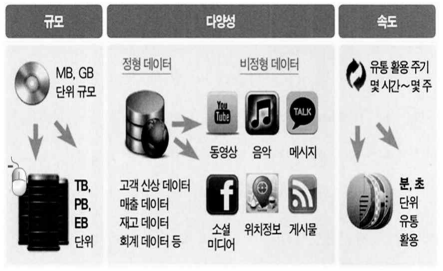 규모
MB, GB
단위 규모
TB,
PB,
EB
단위
다양성
정형 데이터
고객 신상 데이터
매출 데이터
재고 데이터
회계 데이터 등
비정형 데이터
You
Tube
TALK
동영상
음악
메시지
f
소셜
미디어
위치정보
게시물
속도
유통 활용 주기
몇 시간~몇 주
분, 초
단위
유통
활용